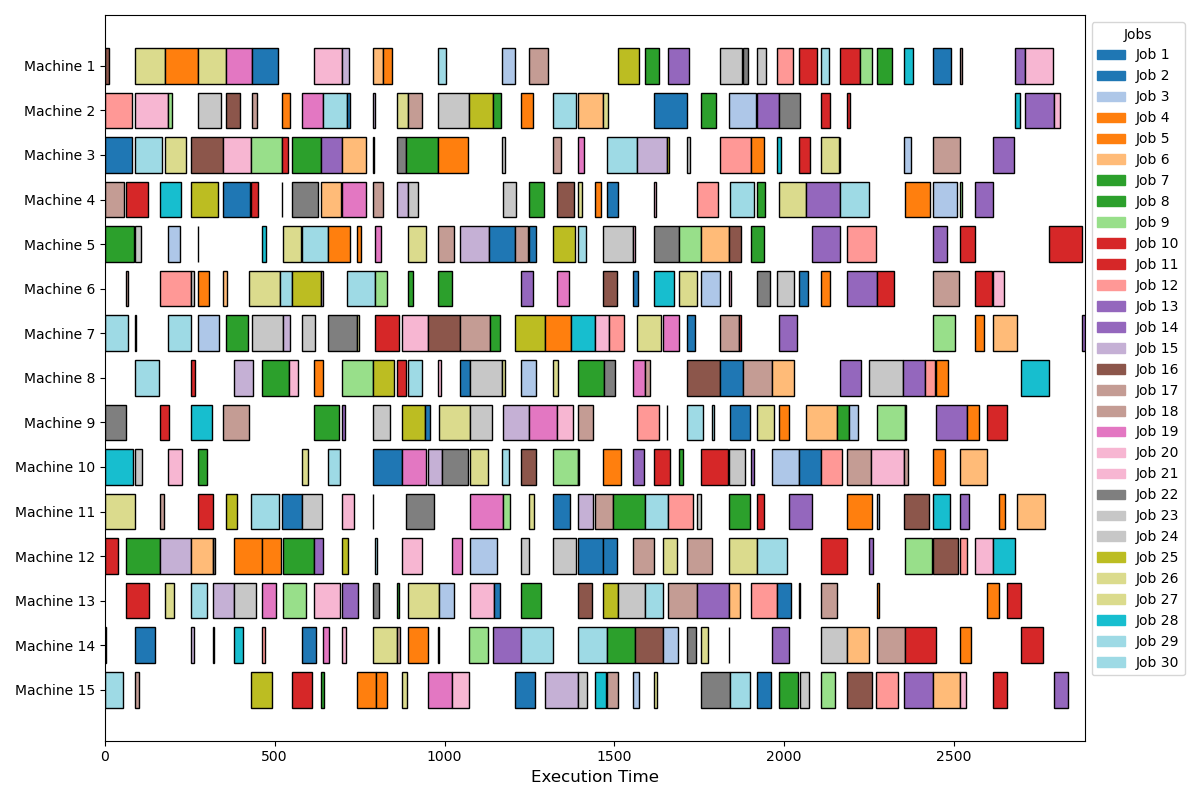 Machine 1
Machine 2
Machine 3
Machine 4
Machine 5
Machine 6
Machine 7
Machine 8
Machine 9
Machine 10
Machine 11
Machine 12
Machine 13
Machine 14
Machine 15
0 500 1000 1500 2000 2500
Execution Time
Jobs
Job 1
Job 2
Job 3
Job 4
Job 5
Job 6
Job 7
Job 8
Job 9
Job 10
Job 11
Job 12
Job 13
Job 14
Job 15
Job 16
Job 17
Job 18
Job 19
Job 20
Job 21
Job 22
Job 23
Job 24
Job 25
Job 26
Job 27
Job 28
Job 29
Job 30